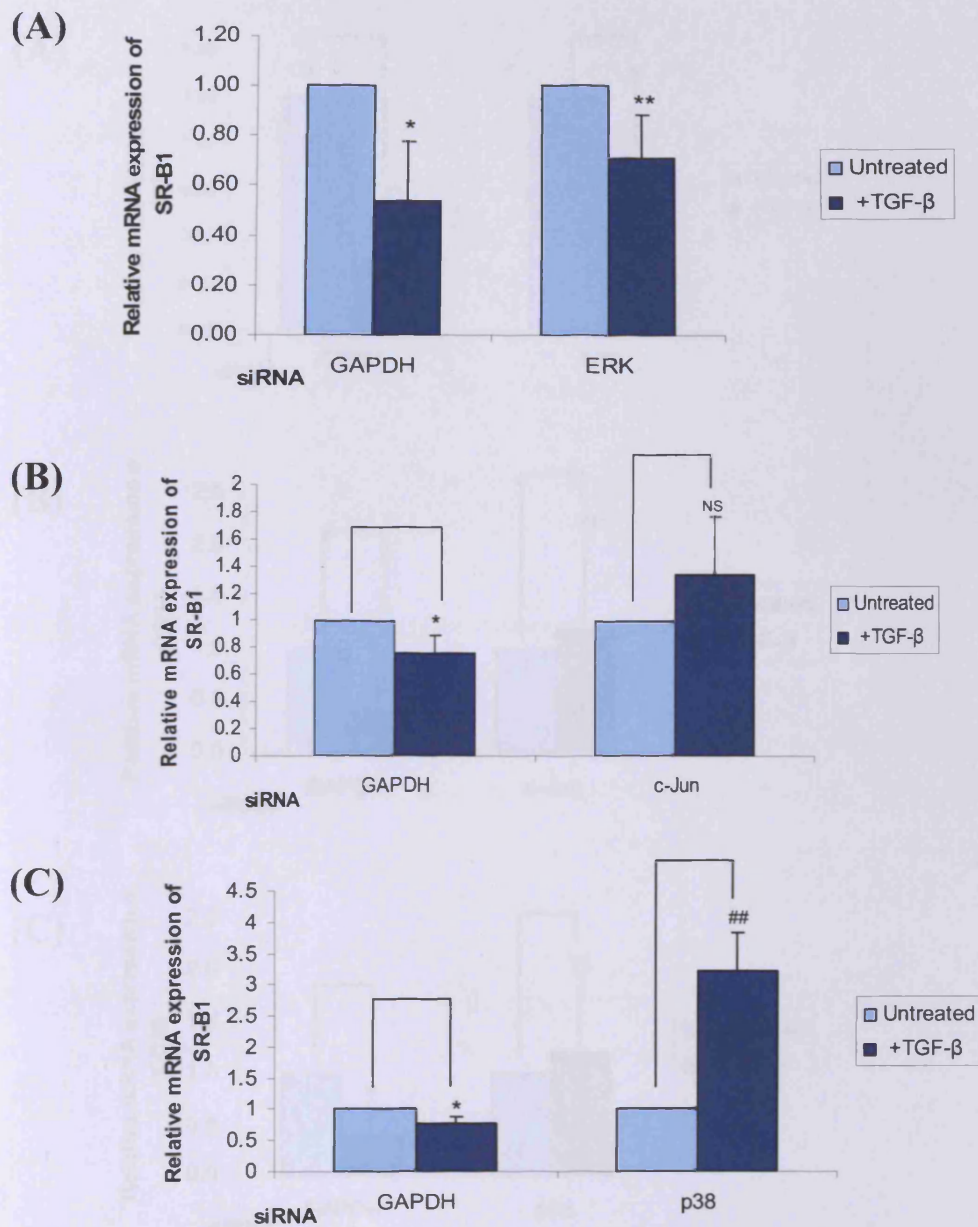 (A)
Relative mRNA expression of
SR-B1
1.20
1.00
0.80
0.60
0.40
0.20
0.00
*
**
siRNA
GAPDH
ERK
Untreated
+TGF-β
(B)
Relative mRNA expression of
SR-B1
2
1.8
1.6
1.4
1.2
1
0.8
0.6
0.4
0.2
0
*
NS
siRNA
GAPDH
c-Jun
Untreated
+TGF-β
(C)
Relative mRNA expression of
SR-B1
4.5
4
3.5
3
2.5
2
1.5
1
0.5
0
*
##
siRNA
GAPDH
p38
Untreated
+TGF-β